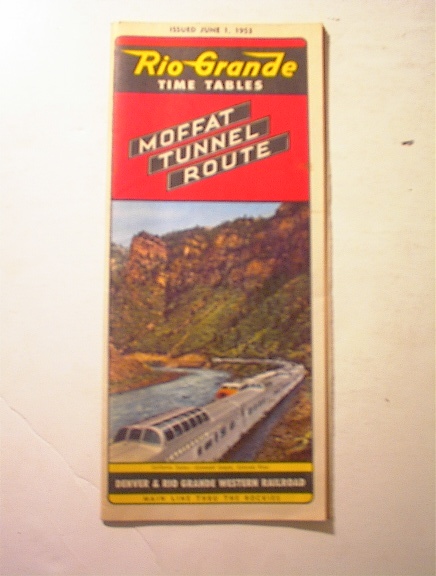 ISSUED JUNE 1, 1953
Rio Grande
TIME TABLES
MOFFAT
TUNNEL
ROUTE
DENVER & RIO GRANDE WESTERN RAILROAD
MAIN LINE THRU THE ROCKIES